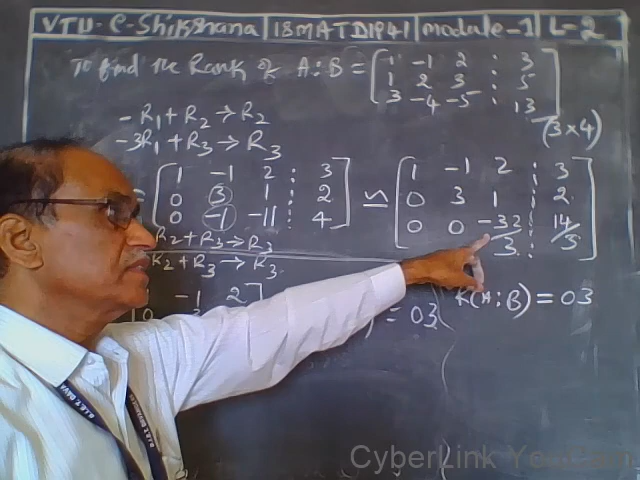 VTU-e-Shikshana | 18MATDIP41 | module-1 | L-2
To find the Rank of A:B = [1 -1 2 : 3
1 2 3 : 5
3 -4 -5 : 13]
(3×4)
-R1 + R2 → R2
-3R1 + R3 → R3
= [1 -1 2 : 3
0 3 1 : 2
0 -1 -11 : 4]
≃ [1 -1 2 : 3
0 3 1 : 2
0 0 -32/3 : 14/3]
R2 + R3 → R3
R2 + R3 → R3
-1 2]
= 03
(A:B) = 03
CyberLink YouCam